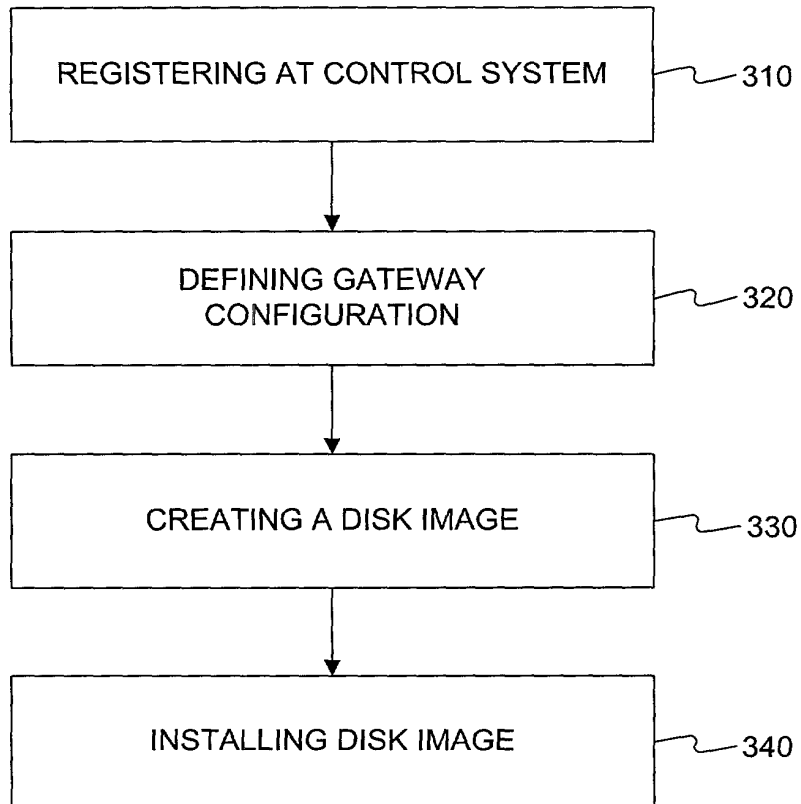 REGISTERING AT CONTROL SYSTEM
310
DEFINING GATEWAY
CONFIGURATION
320
CREATING A DISK IMAGE
330
INSTALLING DISK IMAGE
340